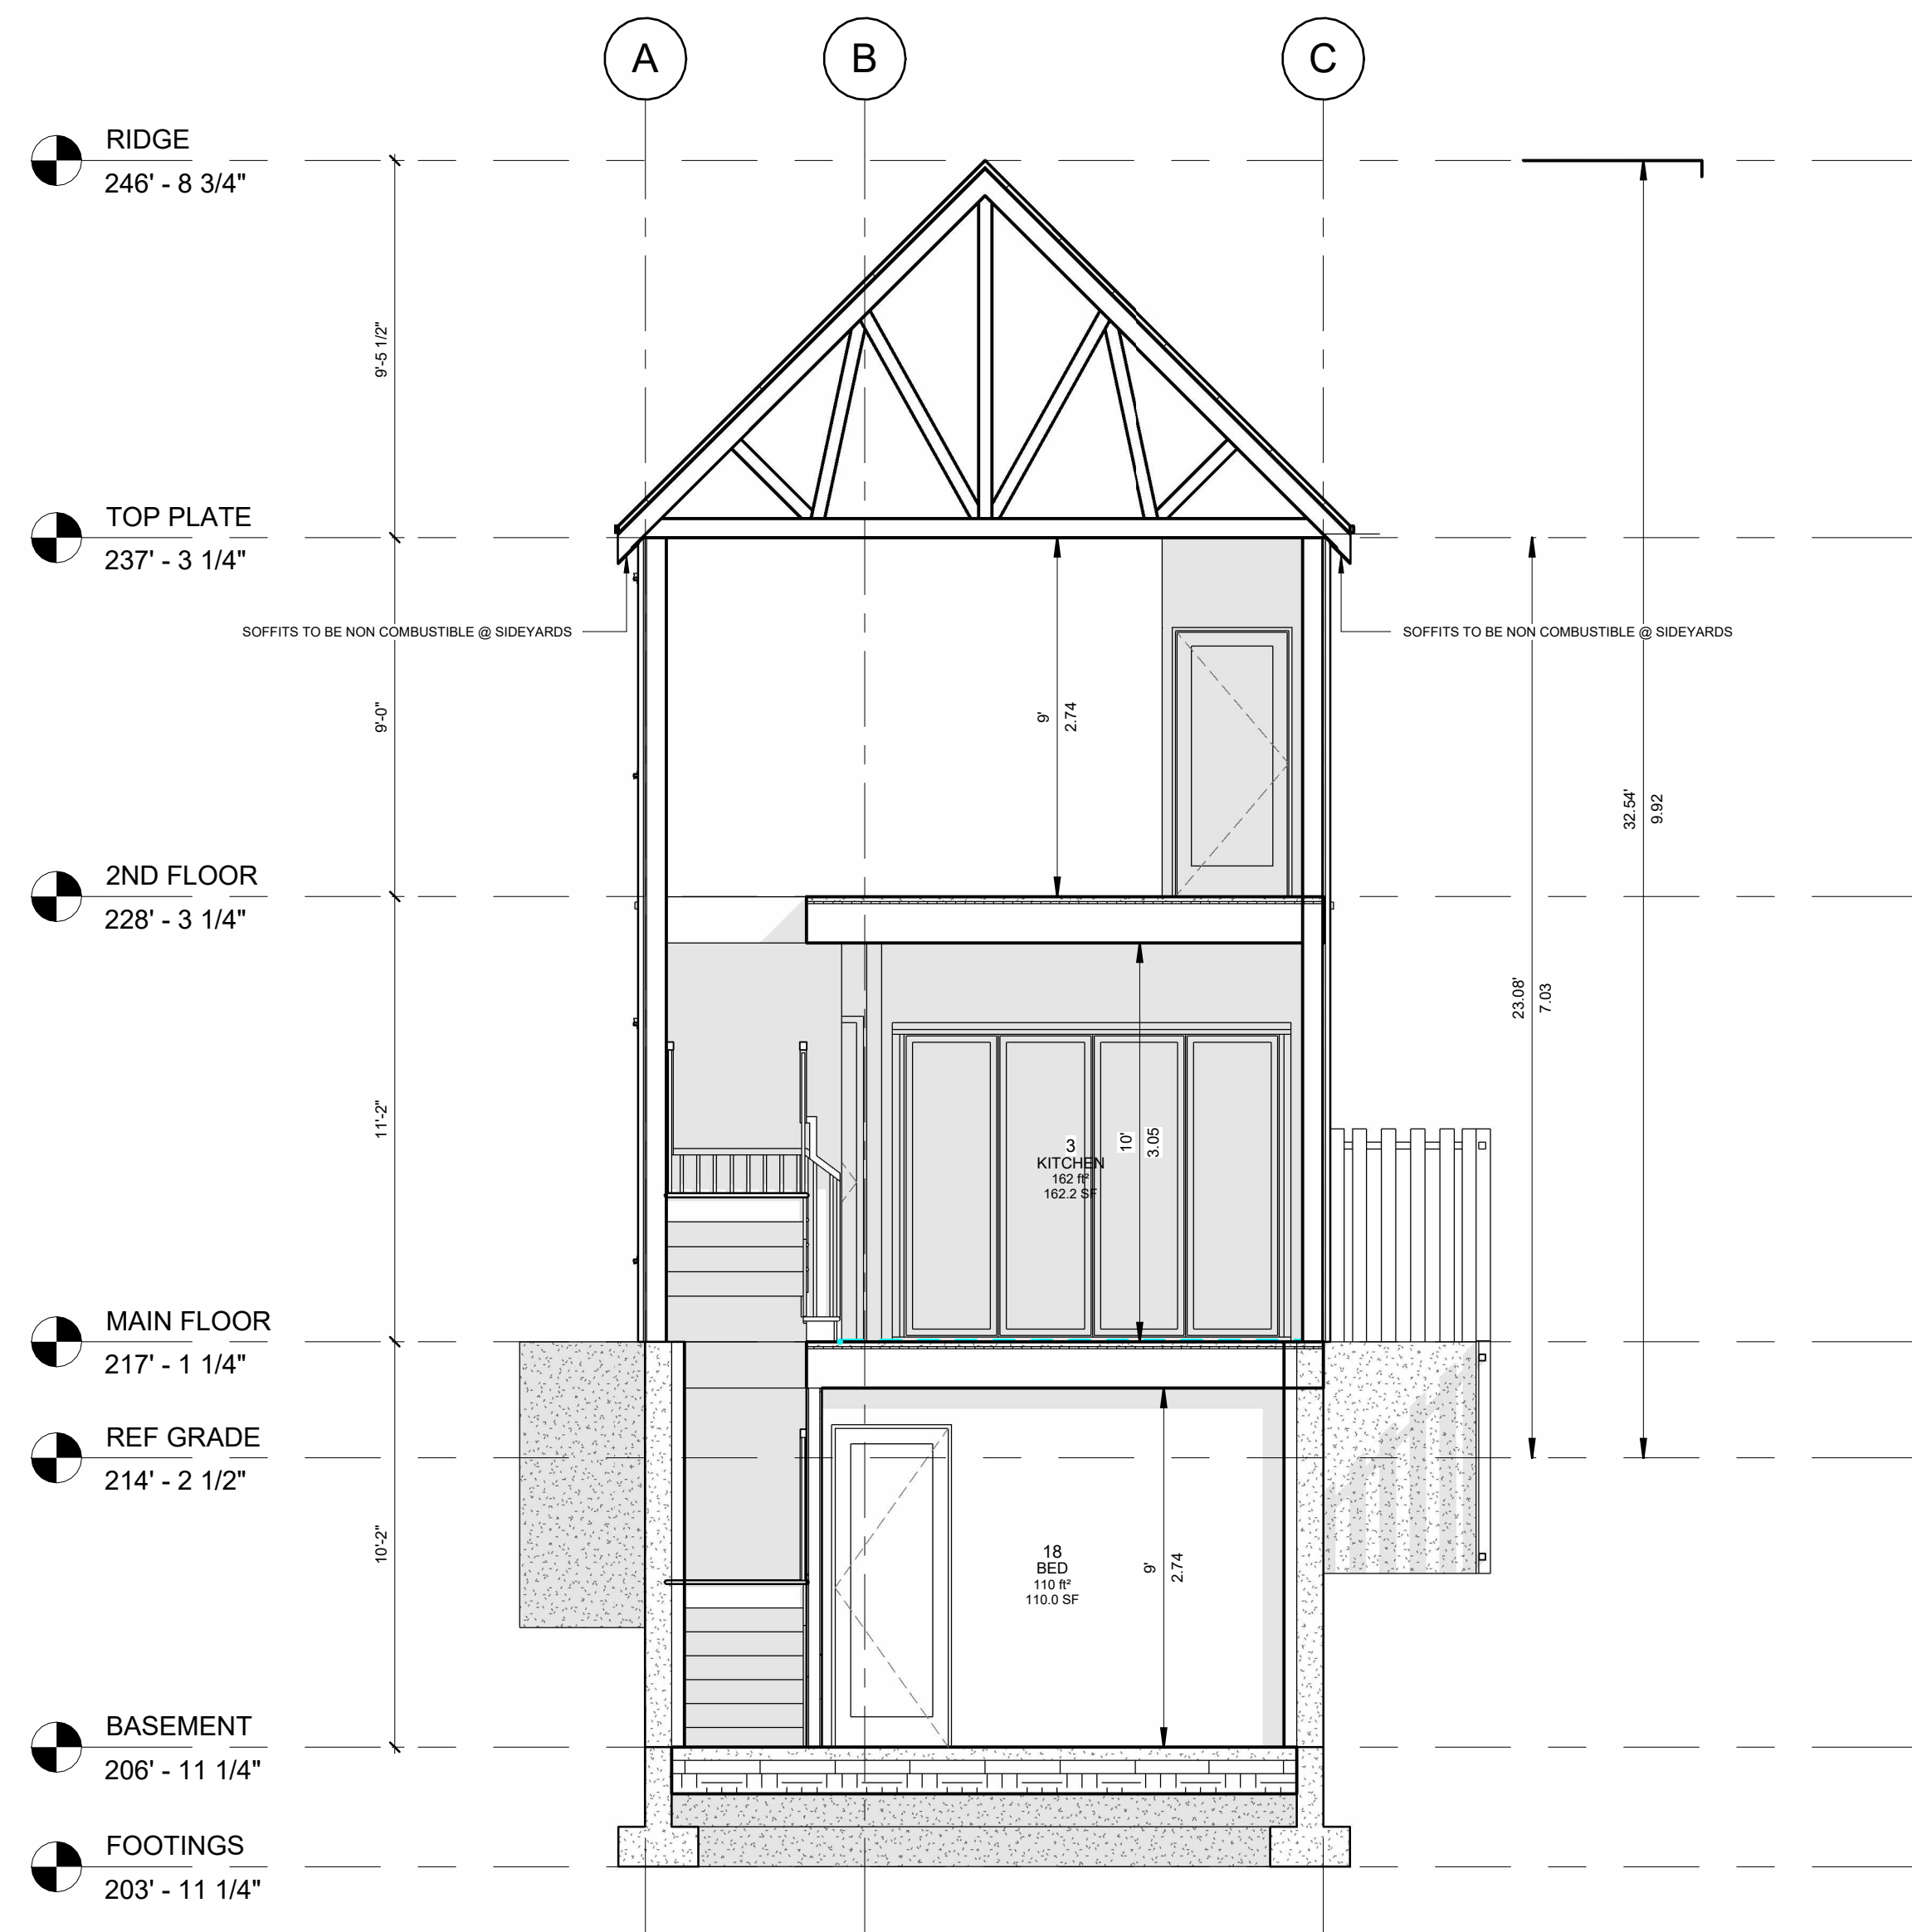 A
B
C
RIDGE
246' - 8 3/4"
9'-5 1/2"
TOP PLATE
237' - 3 1/4"
SOFFITS TO BE NON COMBUSTIBLE @ SIDEYARDS
SOFFITS TO BE NON COMBUSTIBLE @ SIDEYARDS
9'-0"
9'
2.74
32.54'
9.92
2ND FLOOR
228' - 3 1/4"
23.08'
7.03
11'-2"
10'
3.05
3
KITCHEN
162 ft²
162.2 SF
MAIN FLOOR
217' - 1 1/4"
REF GRADE
214' - 2 1/2"
10'-2"
18
BED
110 ft²
110.0 SF
9'
2.74
BASEMENT
206' - 11 1/4"
FOOTINGS
203' - 11 1/4"